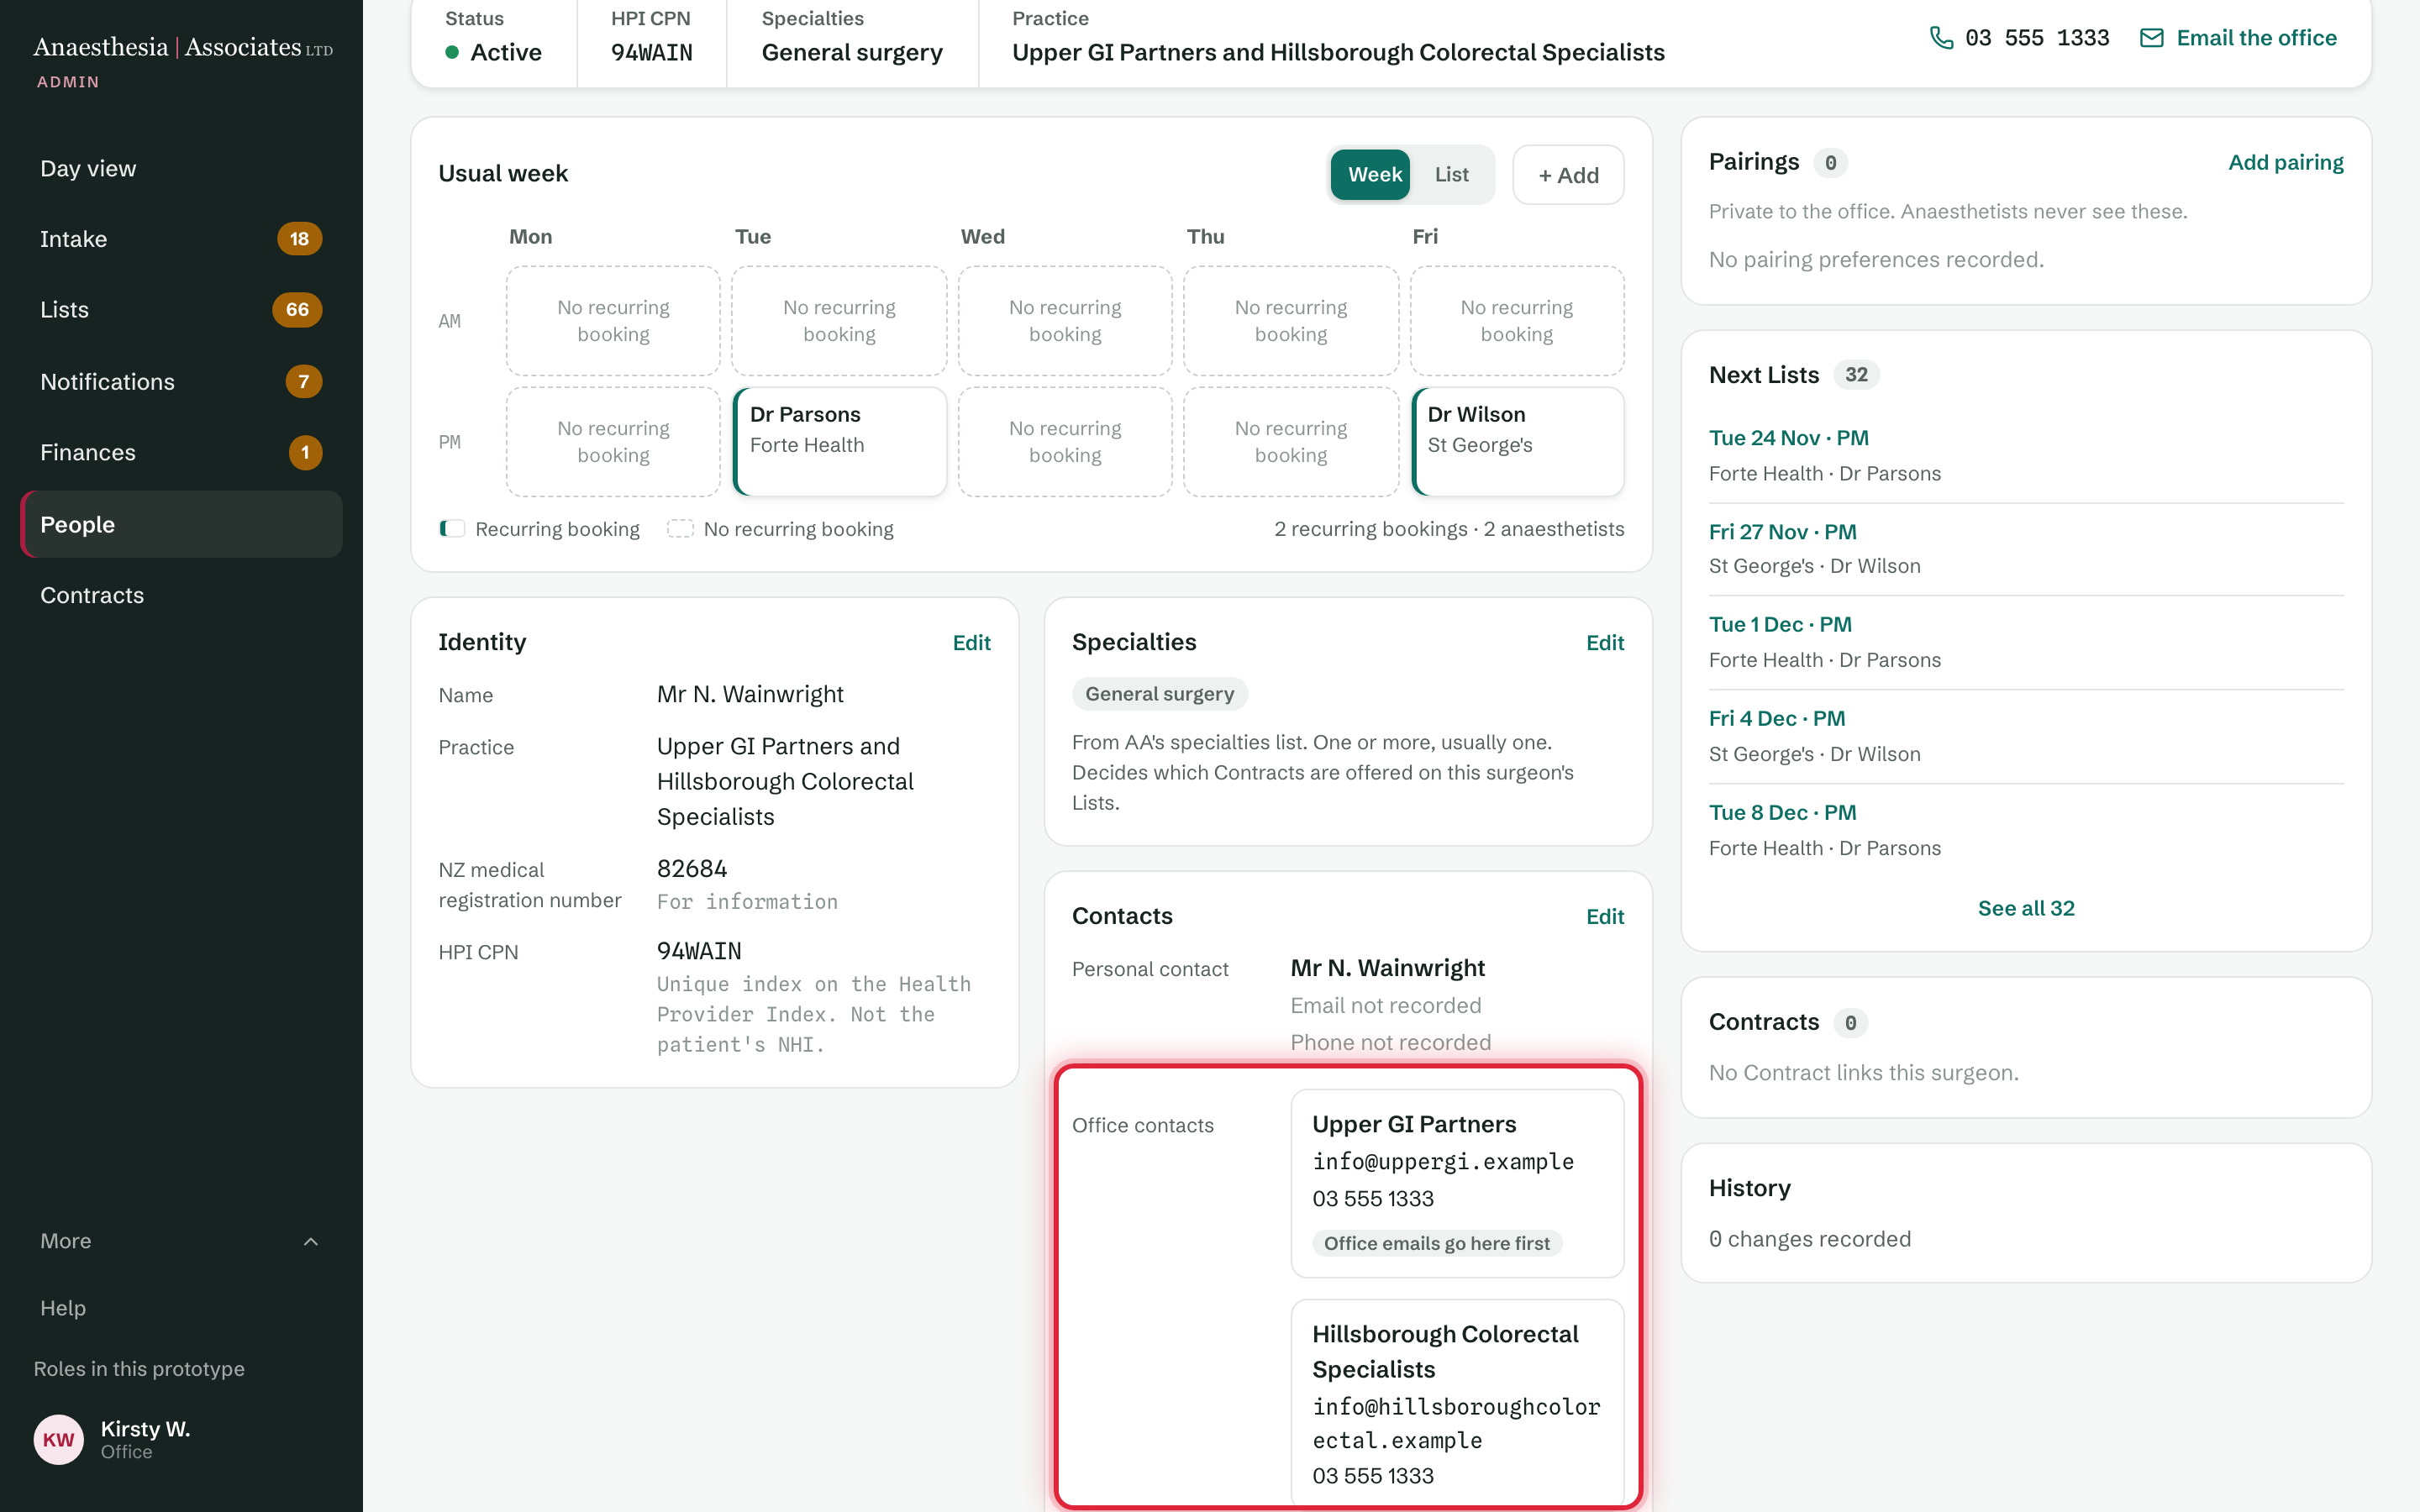 Anaesthesia | Associates LTD
ADMIN
Day view
Intake 18
Lists 66
Notifications 7
Finances 1
People
Contracts
More
Help
Roles in this prototype
KW
Kirsty W.
Office
Status
Active
HPI CPN
94WAIN
Specialties
General surgery
Practice
Upper GI Partners and Hillsborough Colorectal Specialists
03 555 1333
Email the office
Usual week
Week
List
+ Add
Mon Tue Wed Thu Fri
AM
No recurring
booking
No recurring
booking
No recurring
booking
No recurring
booking
No recurring
booking
PM
No recurring
booking
Dr Parsons
Forte Health
No recurring
booking
No recurring
booking
Dr Wilson
St George's
Recurring booking
No recurring booking
2 recurring bookings · 2 anaesthetists
Identity
Edit
Name
Mr N. Wainwright
Practice
Upper GI Partners and
Hillsborough Colorectal
Specialists
NZ medical
registration number
82684
For information
HPI CPN
94WAIN
Unique index on the Health
Provider Index. Not the
patient's NHI.
Specialties
Edit
General surgery
From AA's specialties list. One or more, usually one.
Decides which Contracts are offered on this surgeon's
Lists.
Contacts
Edit
Personal contact
Mr N. Wainwright
Email not recorded
Phone not recorded
Office contacts
Upper GI Partners
info@uppergi.example
03 555 1333
Office emails go here first
Hillsborough Colorectal
Specialists
info@hillsboroughcolor
ectal.example
03 555 1333
Pairings 0
Add pairing
Private to the office. Anaesthetists never see these.
No pairing preferences recorded.
Next Lists 32
Tue 24 Nov · PM
Forte Health · Dr Parsons
Fri 27 Nov · PM
St George's · Dr Wilson
Tue 1 Dec · PM
Forte Health · Dr Parsons
Fri 4 Dec · PM
St George's · Dr Wilson
Tue 8 Dec · PM
Forte Health · Dr Parsons
See all 32
Contracts 0
No Contract links this surgeon.
History
0 changes recorded